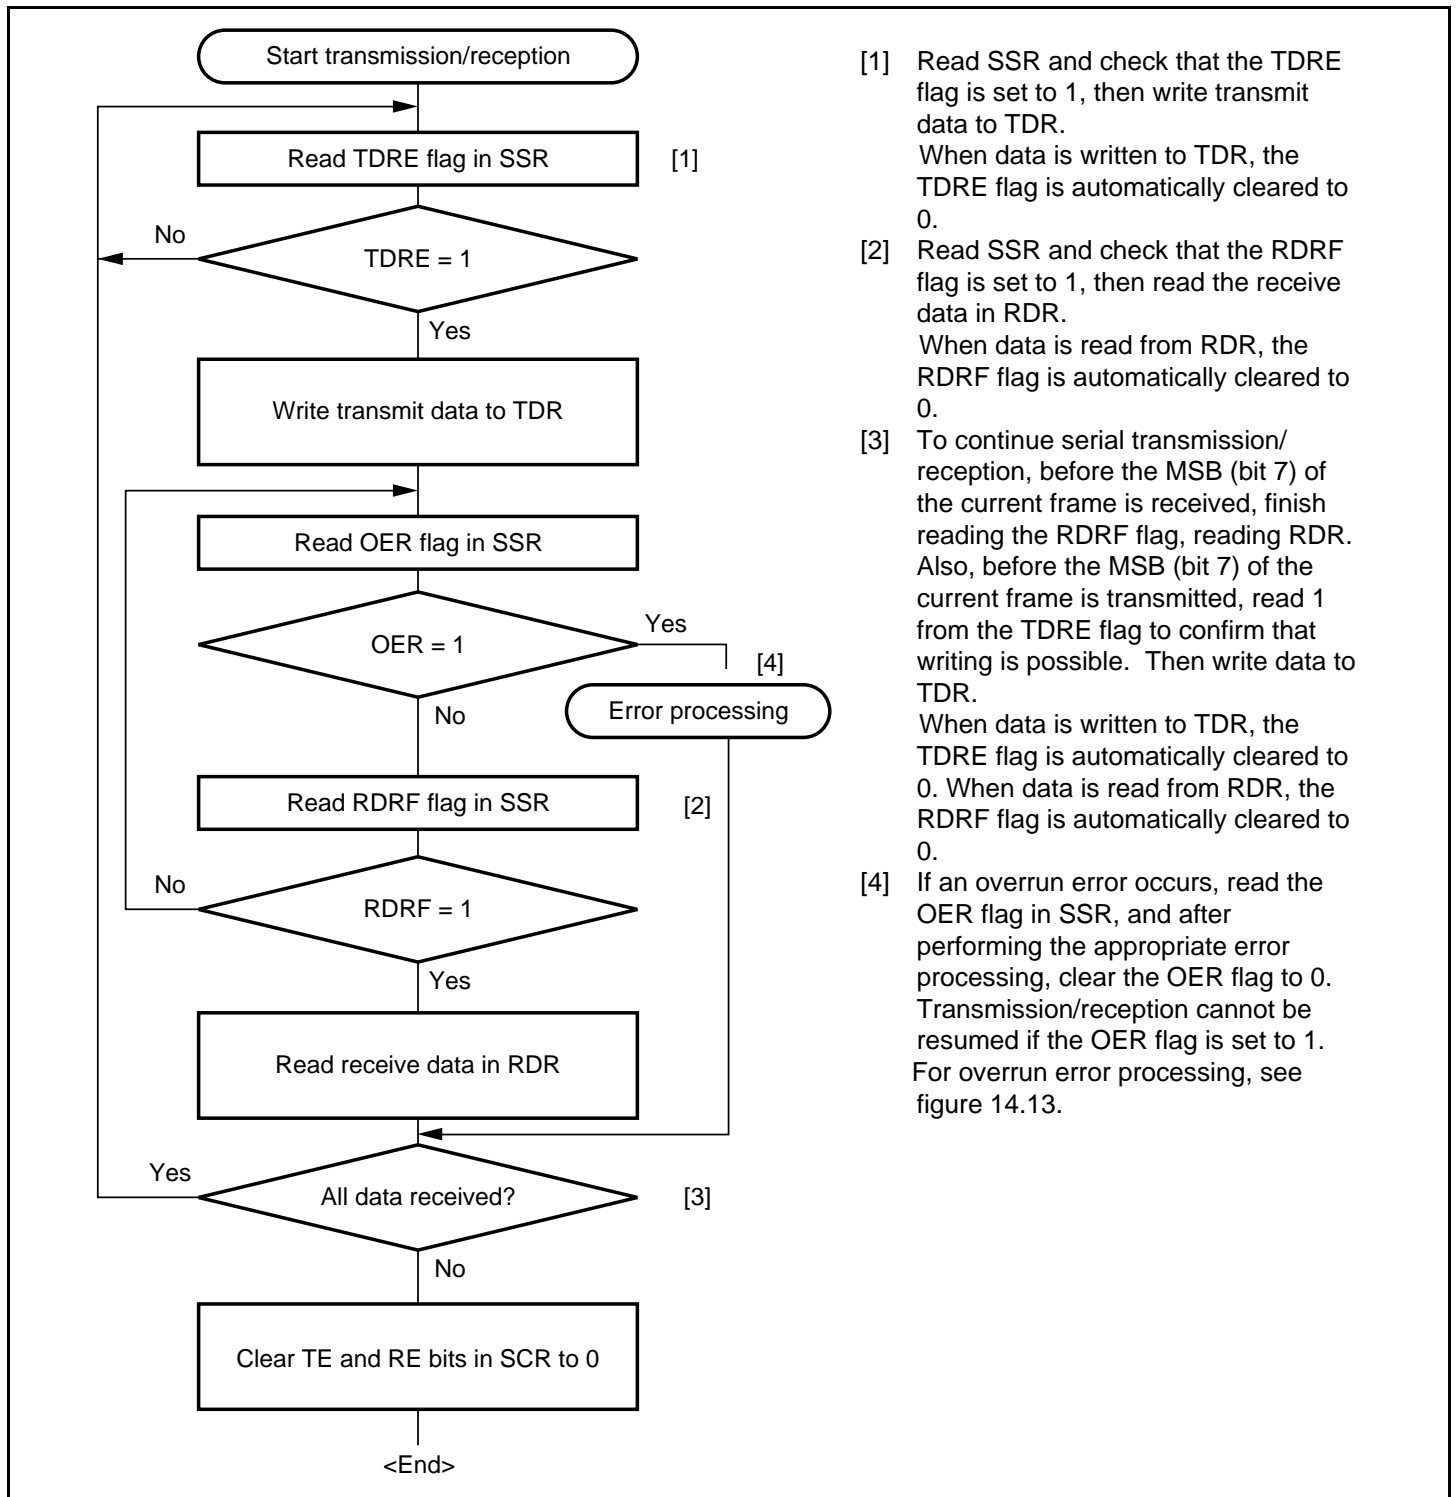 Start transmission/reception
Read TDRE flag in SSR
[1]
No
TDRE = 1
Yes
Write transmit data to TDR
Read OER flag in SSR
Yes
OER = 1
[4]
No
Error processing
Read RDRF flag in SSR
[2]
No
RDRF = 1
Yes
Read receive data in RDR
Yes
All data received?
[3]
No
Clear TE and RE bits in SCR to 0
<End>
[1] Read SSR and check that the TDRE
flag is set to 1, then write transmit
data to TDR.
When data is written to TDR, the
TDRE flag is automatically cleared to
0.
[2] Read SSR and check that the RDRF
flag is set to 1, then read the receive
data in RDR.
When data is read from RDR, the
RDRF flag is automatically cleared to
0.
[3] To continue serial transmission/
reception, before the MSB (bit 7) of
the current frame is received, finish
reading the RDRF flag, reading RDR.
Also, before the MSB (bit 7) of the
current frame is transmitted, read 1
from the TDRE flag to confirm that
writing is possible.  Then write data to
TDR.
When data is written to TDR, the
TDRE flag is automatically cleared to
0. When data is read from RDR, the
RDRF flag is automatically cleared to
0.
[4] If an overrun error occurs, read the
OER flag in SSR, and after
performing the appropriate error
processing, clear the OER flag to 0.
Transmission/reception cannot be
resumed if the OER flag is set to 1.
For overrun error processing, see
figure 14.13.